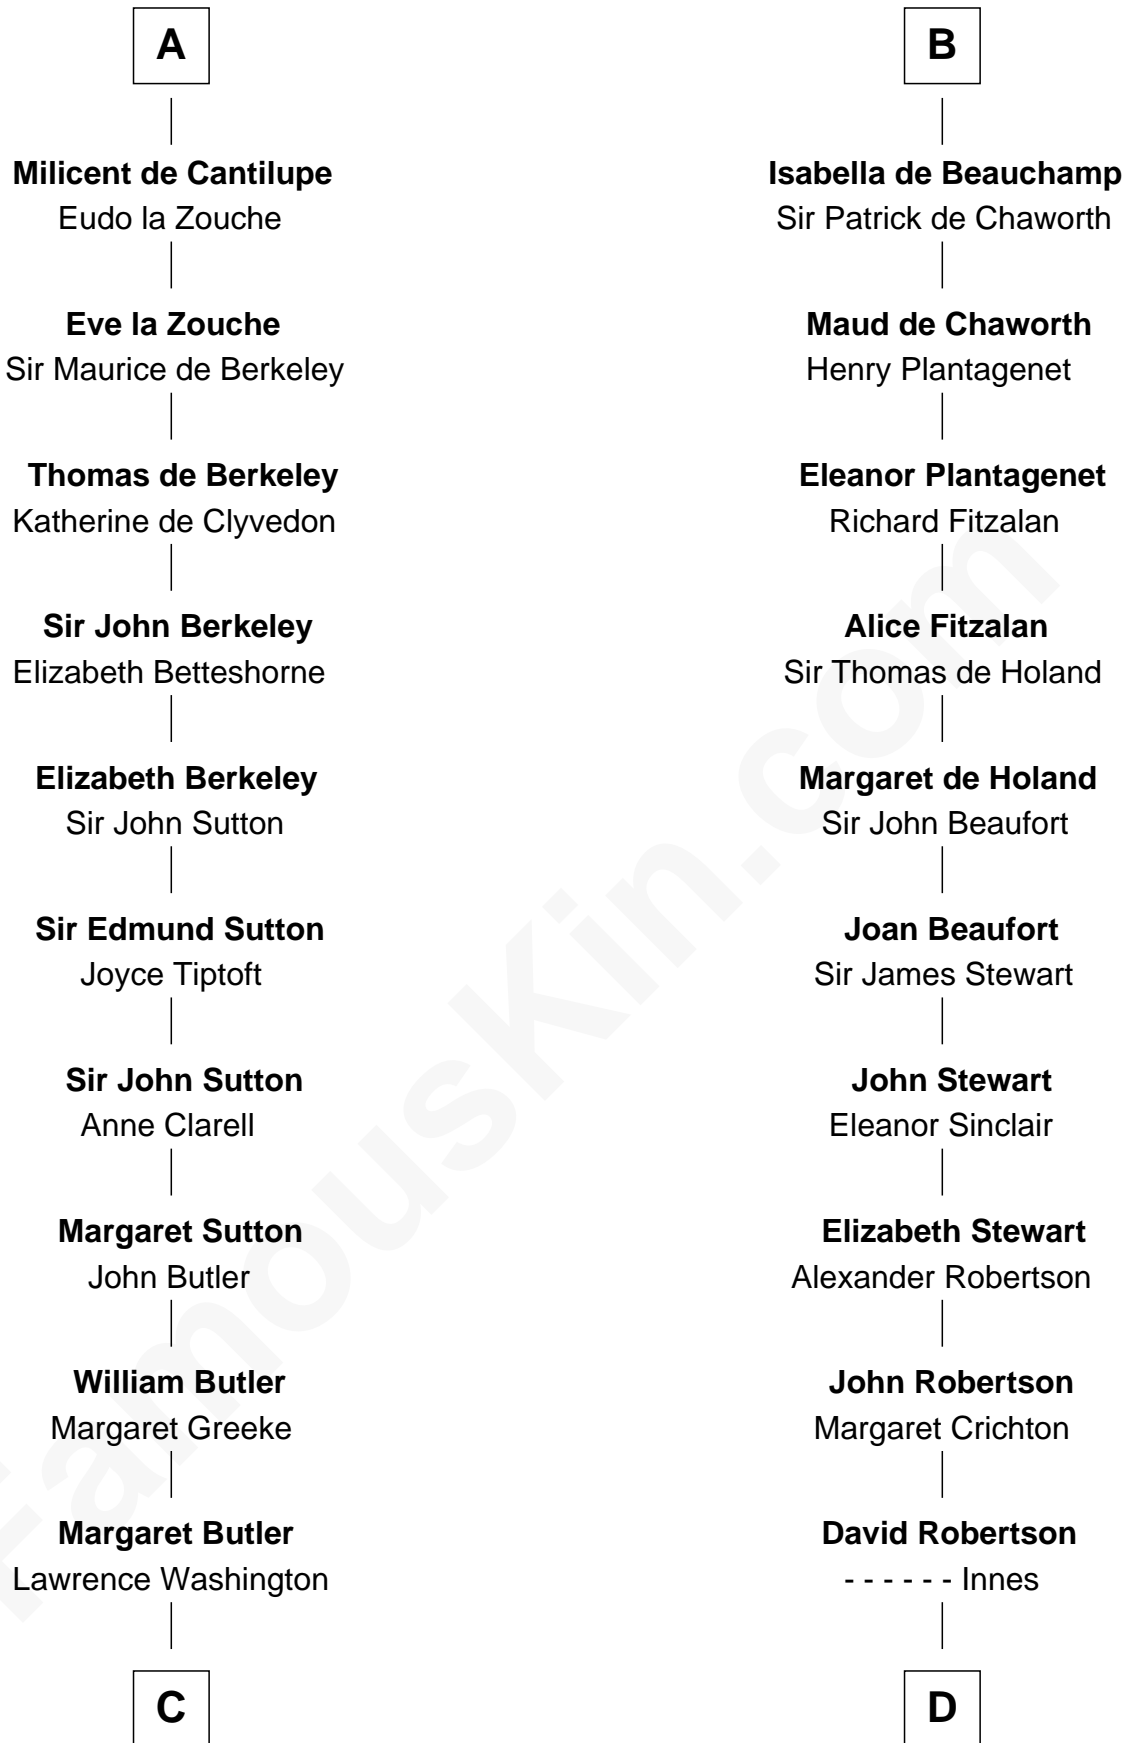 A
Milicent de Cantilupe
Eudo la Zouche
Eve la Zouche
Sir Maurice de Berkeley
Thomas de Berkeley
Katherine de Clyvedon
Sir John Berkeley
Elizabeth Betteshorne
Elizabeth Berkeley
Sir John Sutton
Sir Edmund Sutton
Joyce Tiptoft
Sir John Sutton
Anne Clarell
Margaret Sutton
John Butler
William Butler
Margaret Greeke
Margaret Butler
Lawrence Washington
C
B
Isabella de Beauchamp
Sir Patrick de Chaworth
Maud de Chaworth
Henry Plantagenet
Eleanor Plantagenet
Richard Fitzalan
Alice Fitzalan
Sir Thomas de Holand
Margaret de Holand
Sir John Beaufort
Joan Beaufort
Sir James Stewart
John Stewart
Eleanor Sinclair
Elizabeth Stewart
Alexander Robertson
John Robertson
Margaret Crichton
David Robertson
- - - - - - Innes
D
FamousKin.com